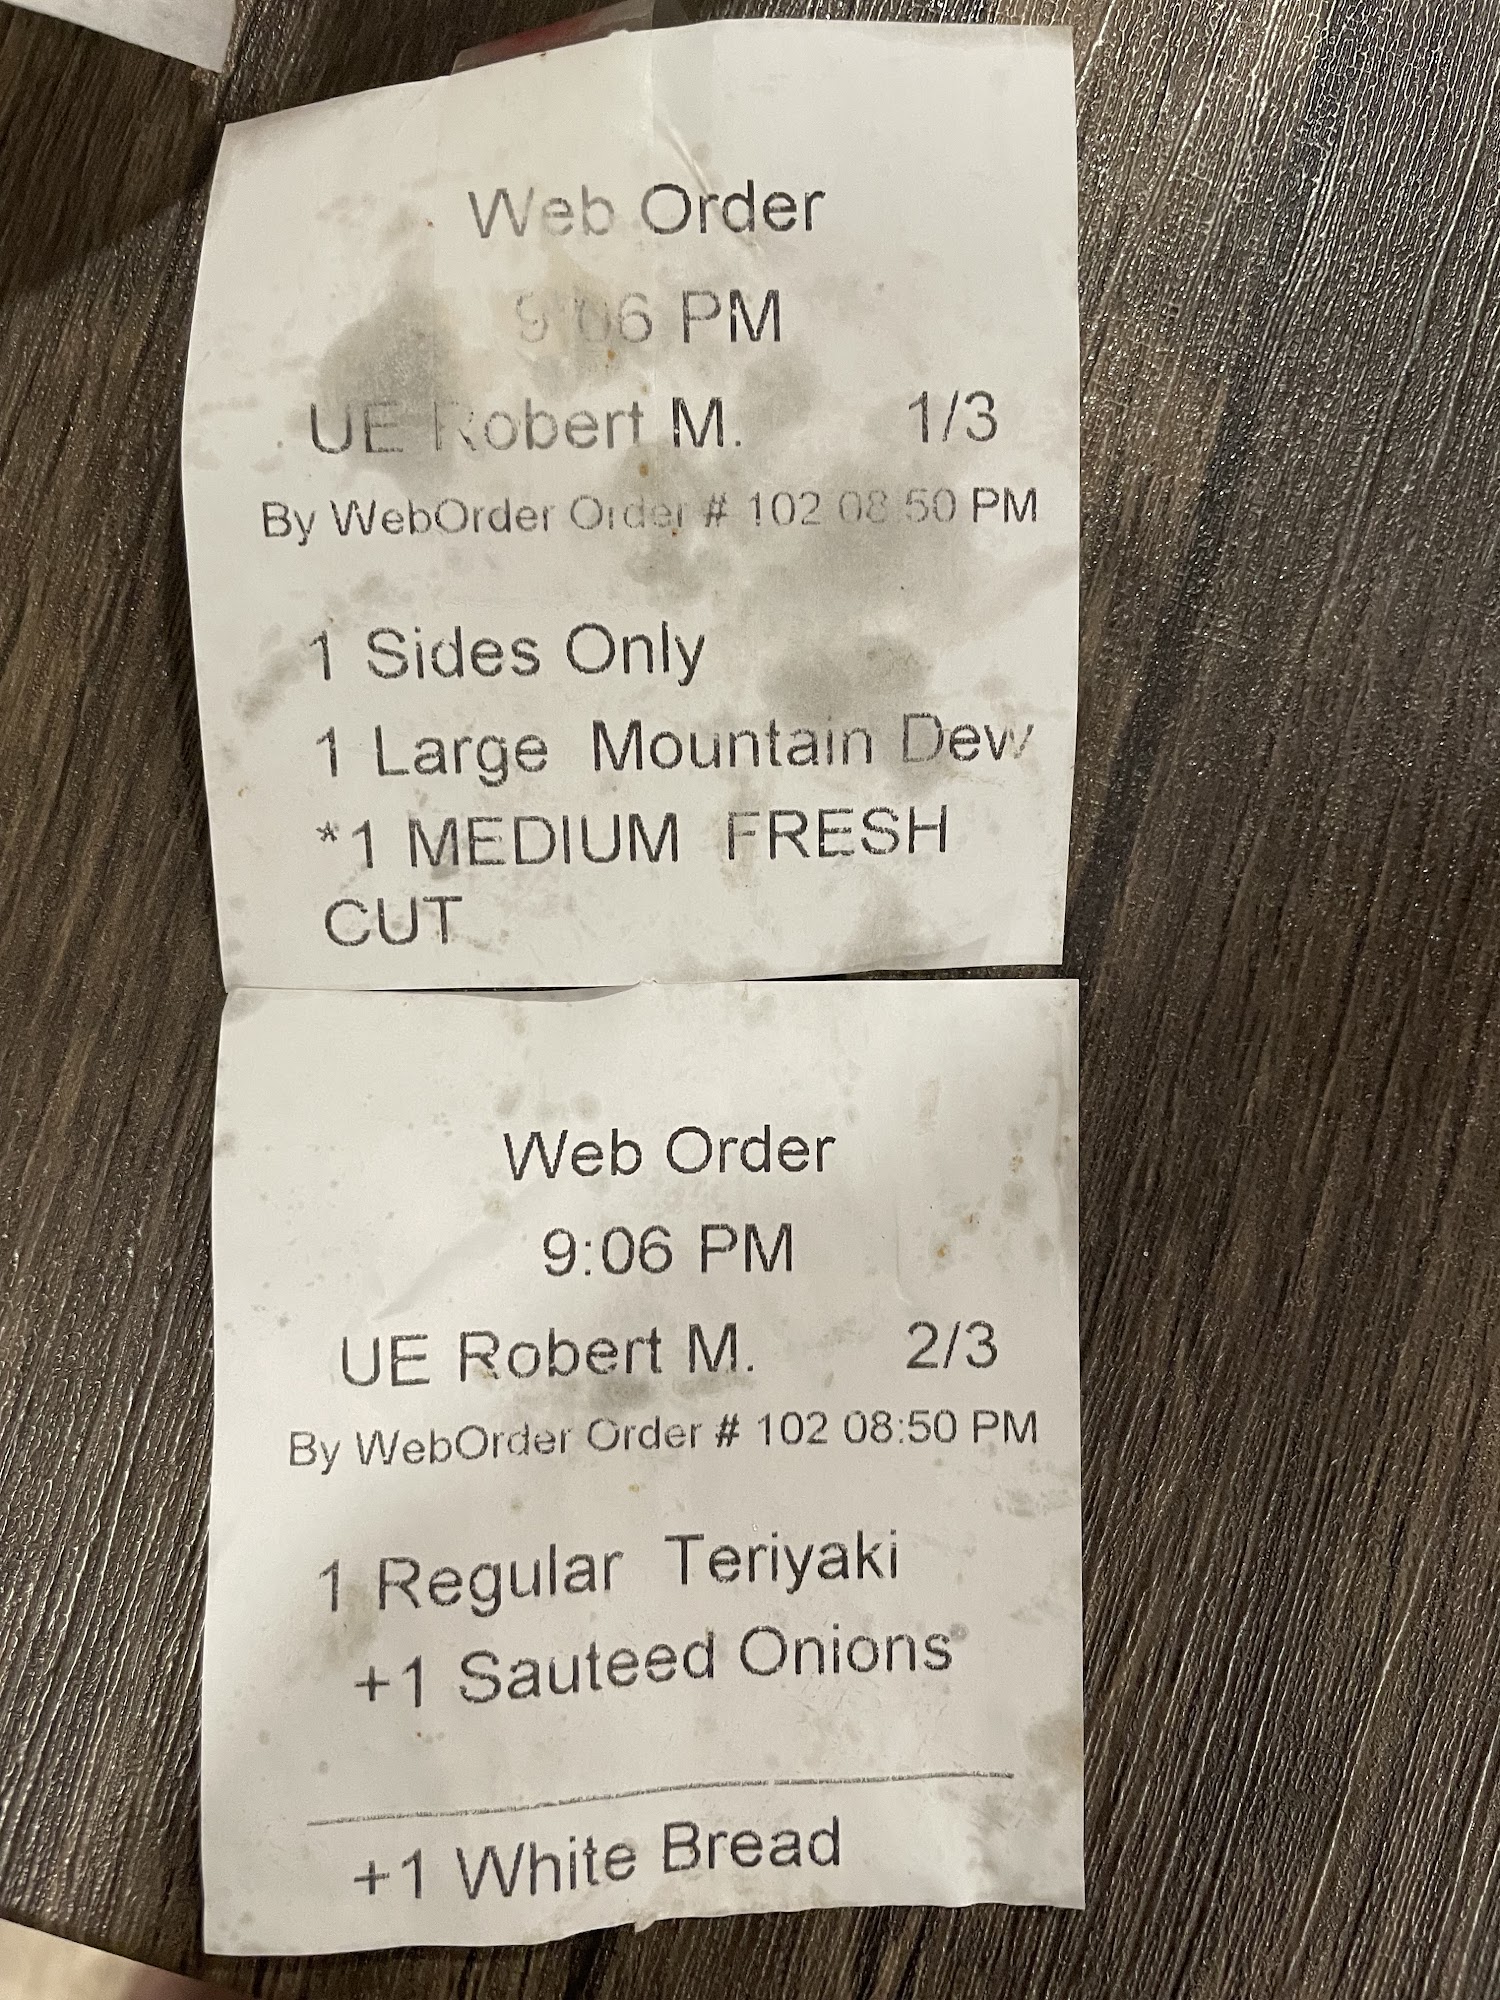 Web Order
9:06 PM
UE Robert M. 1/3
By WebOrder Order # 102 08:50 PM
1 Sides Only
1 Large Mountain Dew
*1 MEDIUM FRESH
CUT
Web Order
9:06 PM
UE Robert M. 2/3
By WebOrder Order # 102 08:50 PM
1 Regular Teriyaki
+1 Sauteed Onions
+1 White Bread